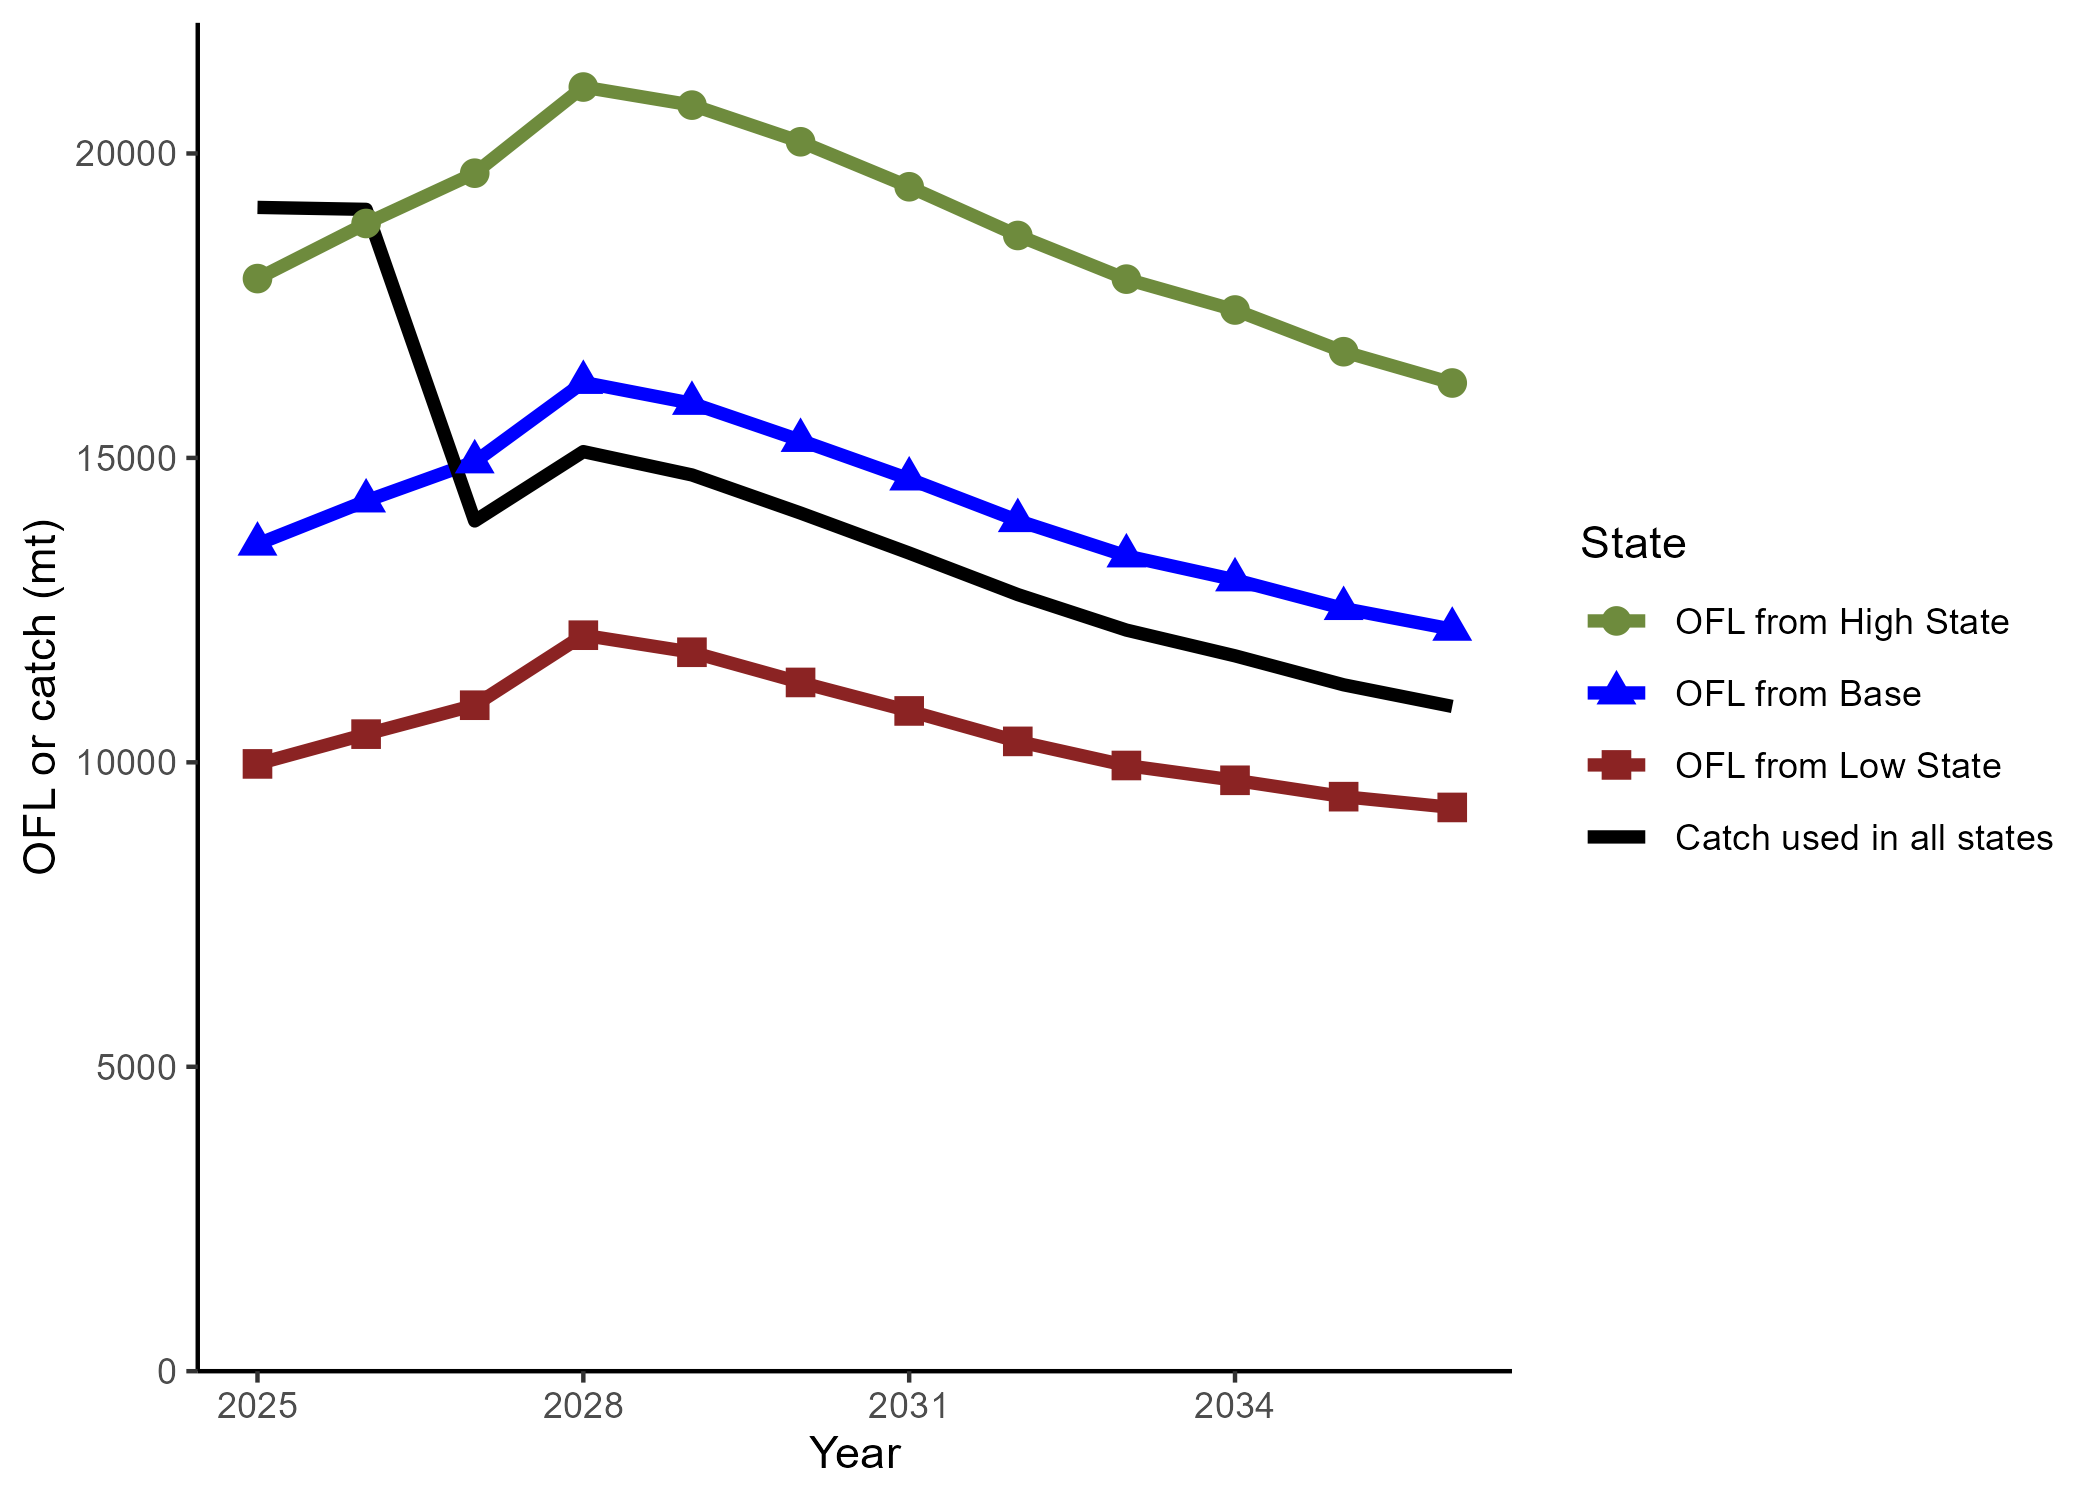 OFL or catch (mt)
20000
15000
10000
5000
0
2025 2028 2031 2034
Year
State
OFL from High State
OFL from Base
OFL from Low State
Catch used in all states